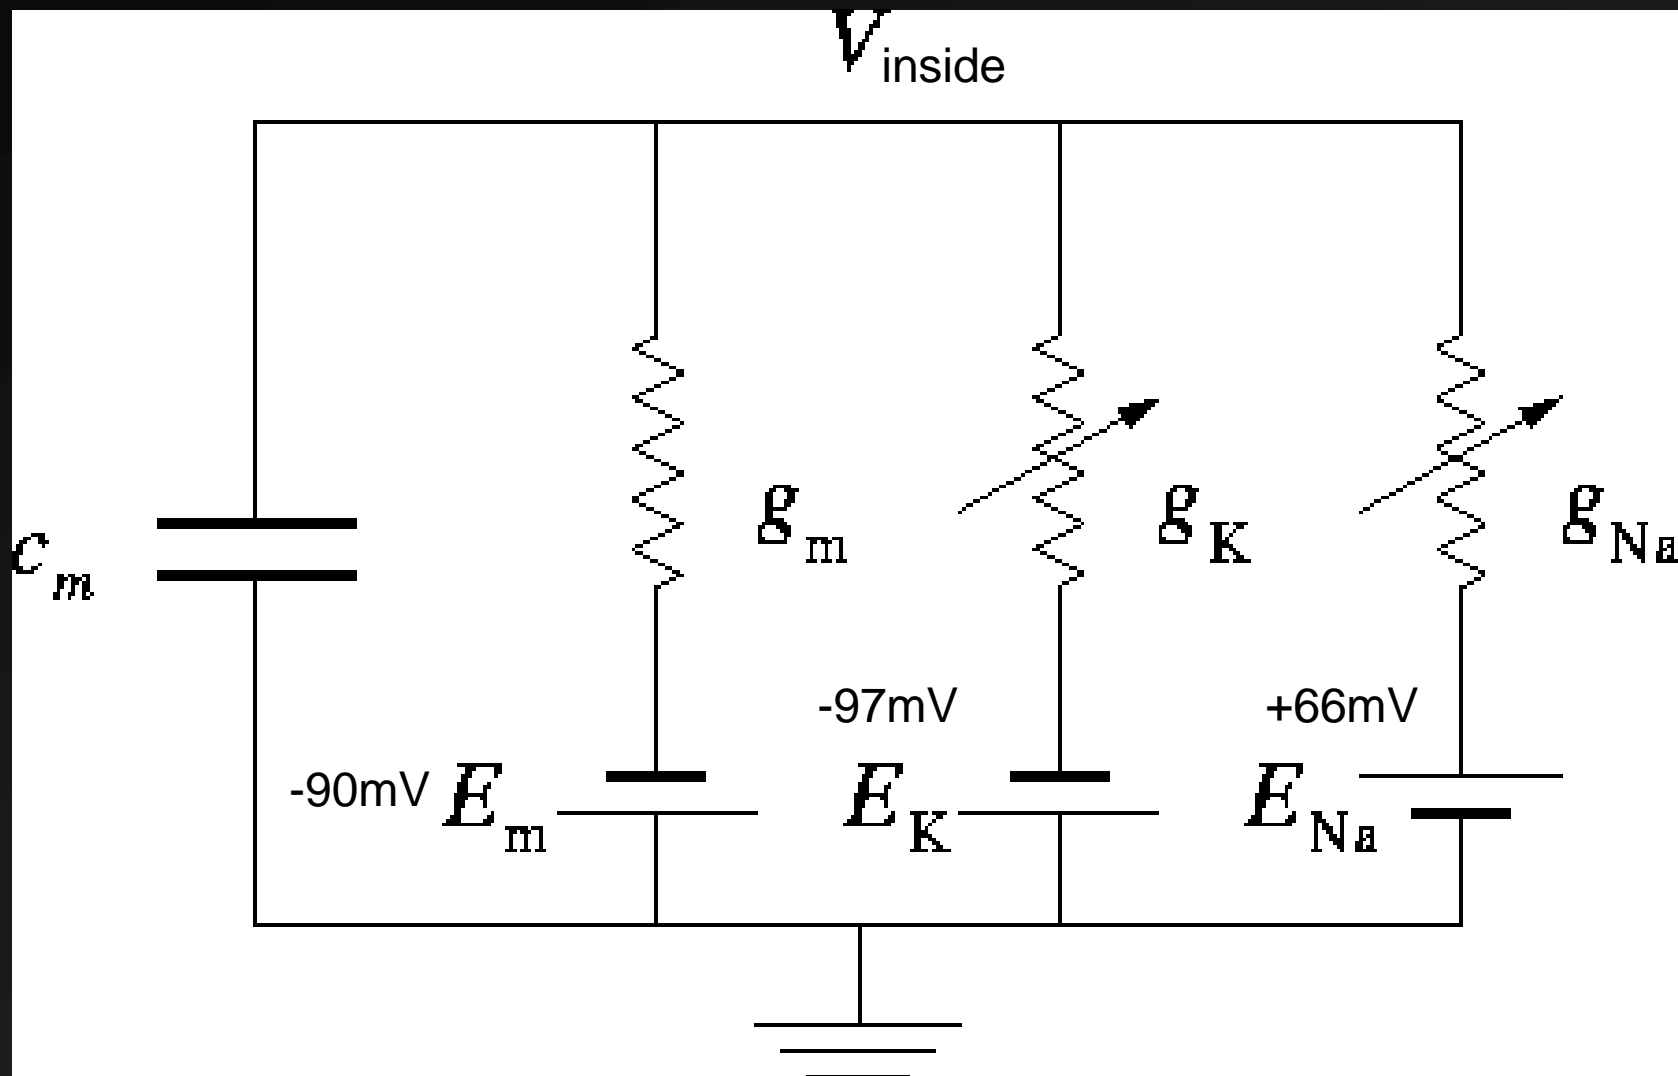 V inside
c m
g m
g K
g Na
-90mV E m
-97mV
E K
+66mV
E Na